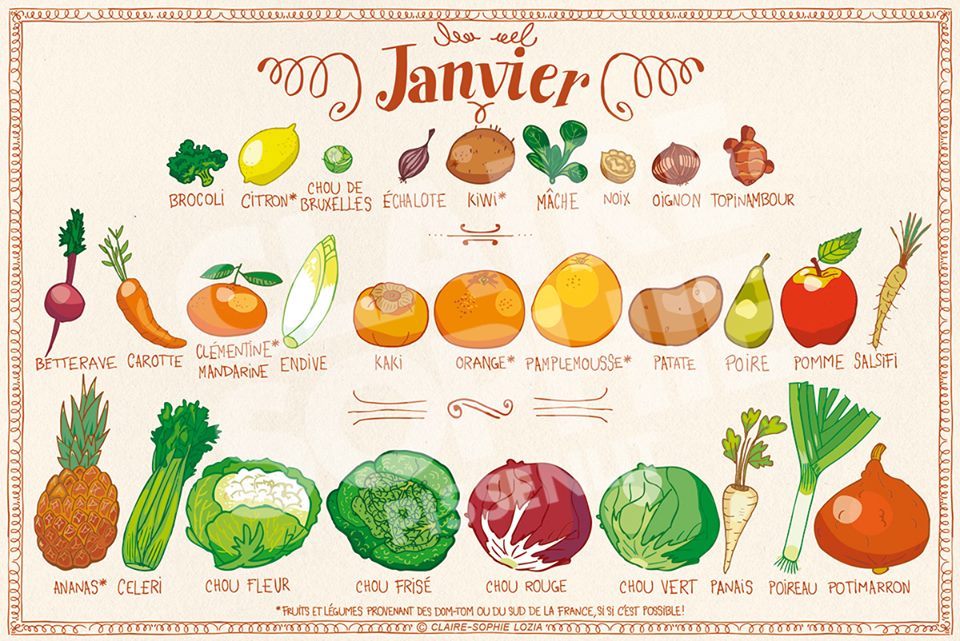 Janvier
BROCOLI
CITRON*
CHOU DE
BRUXELLES
ÉCHALOTE
KIWI*
MÂCHE
NOIX
OIGNON
TOPINAMBOUR
BETTERAVE
CAROTTE
CLÉMENTINE*
MANDARINE
ENDIVE
KAKI
ORANGE*
PAMPLEMOUSSE*
PATATE
POIRE
POMME
SALSIFI
ANANAS*
CELERI
CHOU FLEUR
CHOU FRISÉ
CHOU ROUGE
CHOU VERT
PANAIS
POIREAU
POTIMARRON
*FRUITS ET LÉGUMES PROVENANT DES DOM-TOM OU DU SUD DE LA FRANCE, SI SI C'EST POSSIBLE!
© CLAIRE-SOPHIE LOZIA